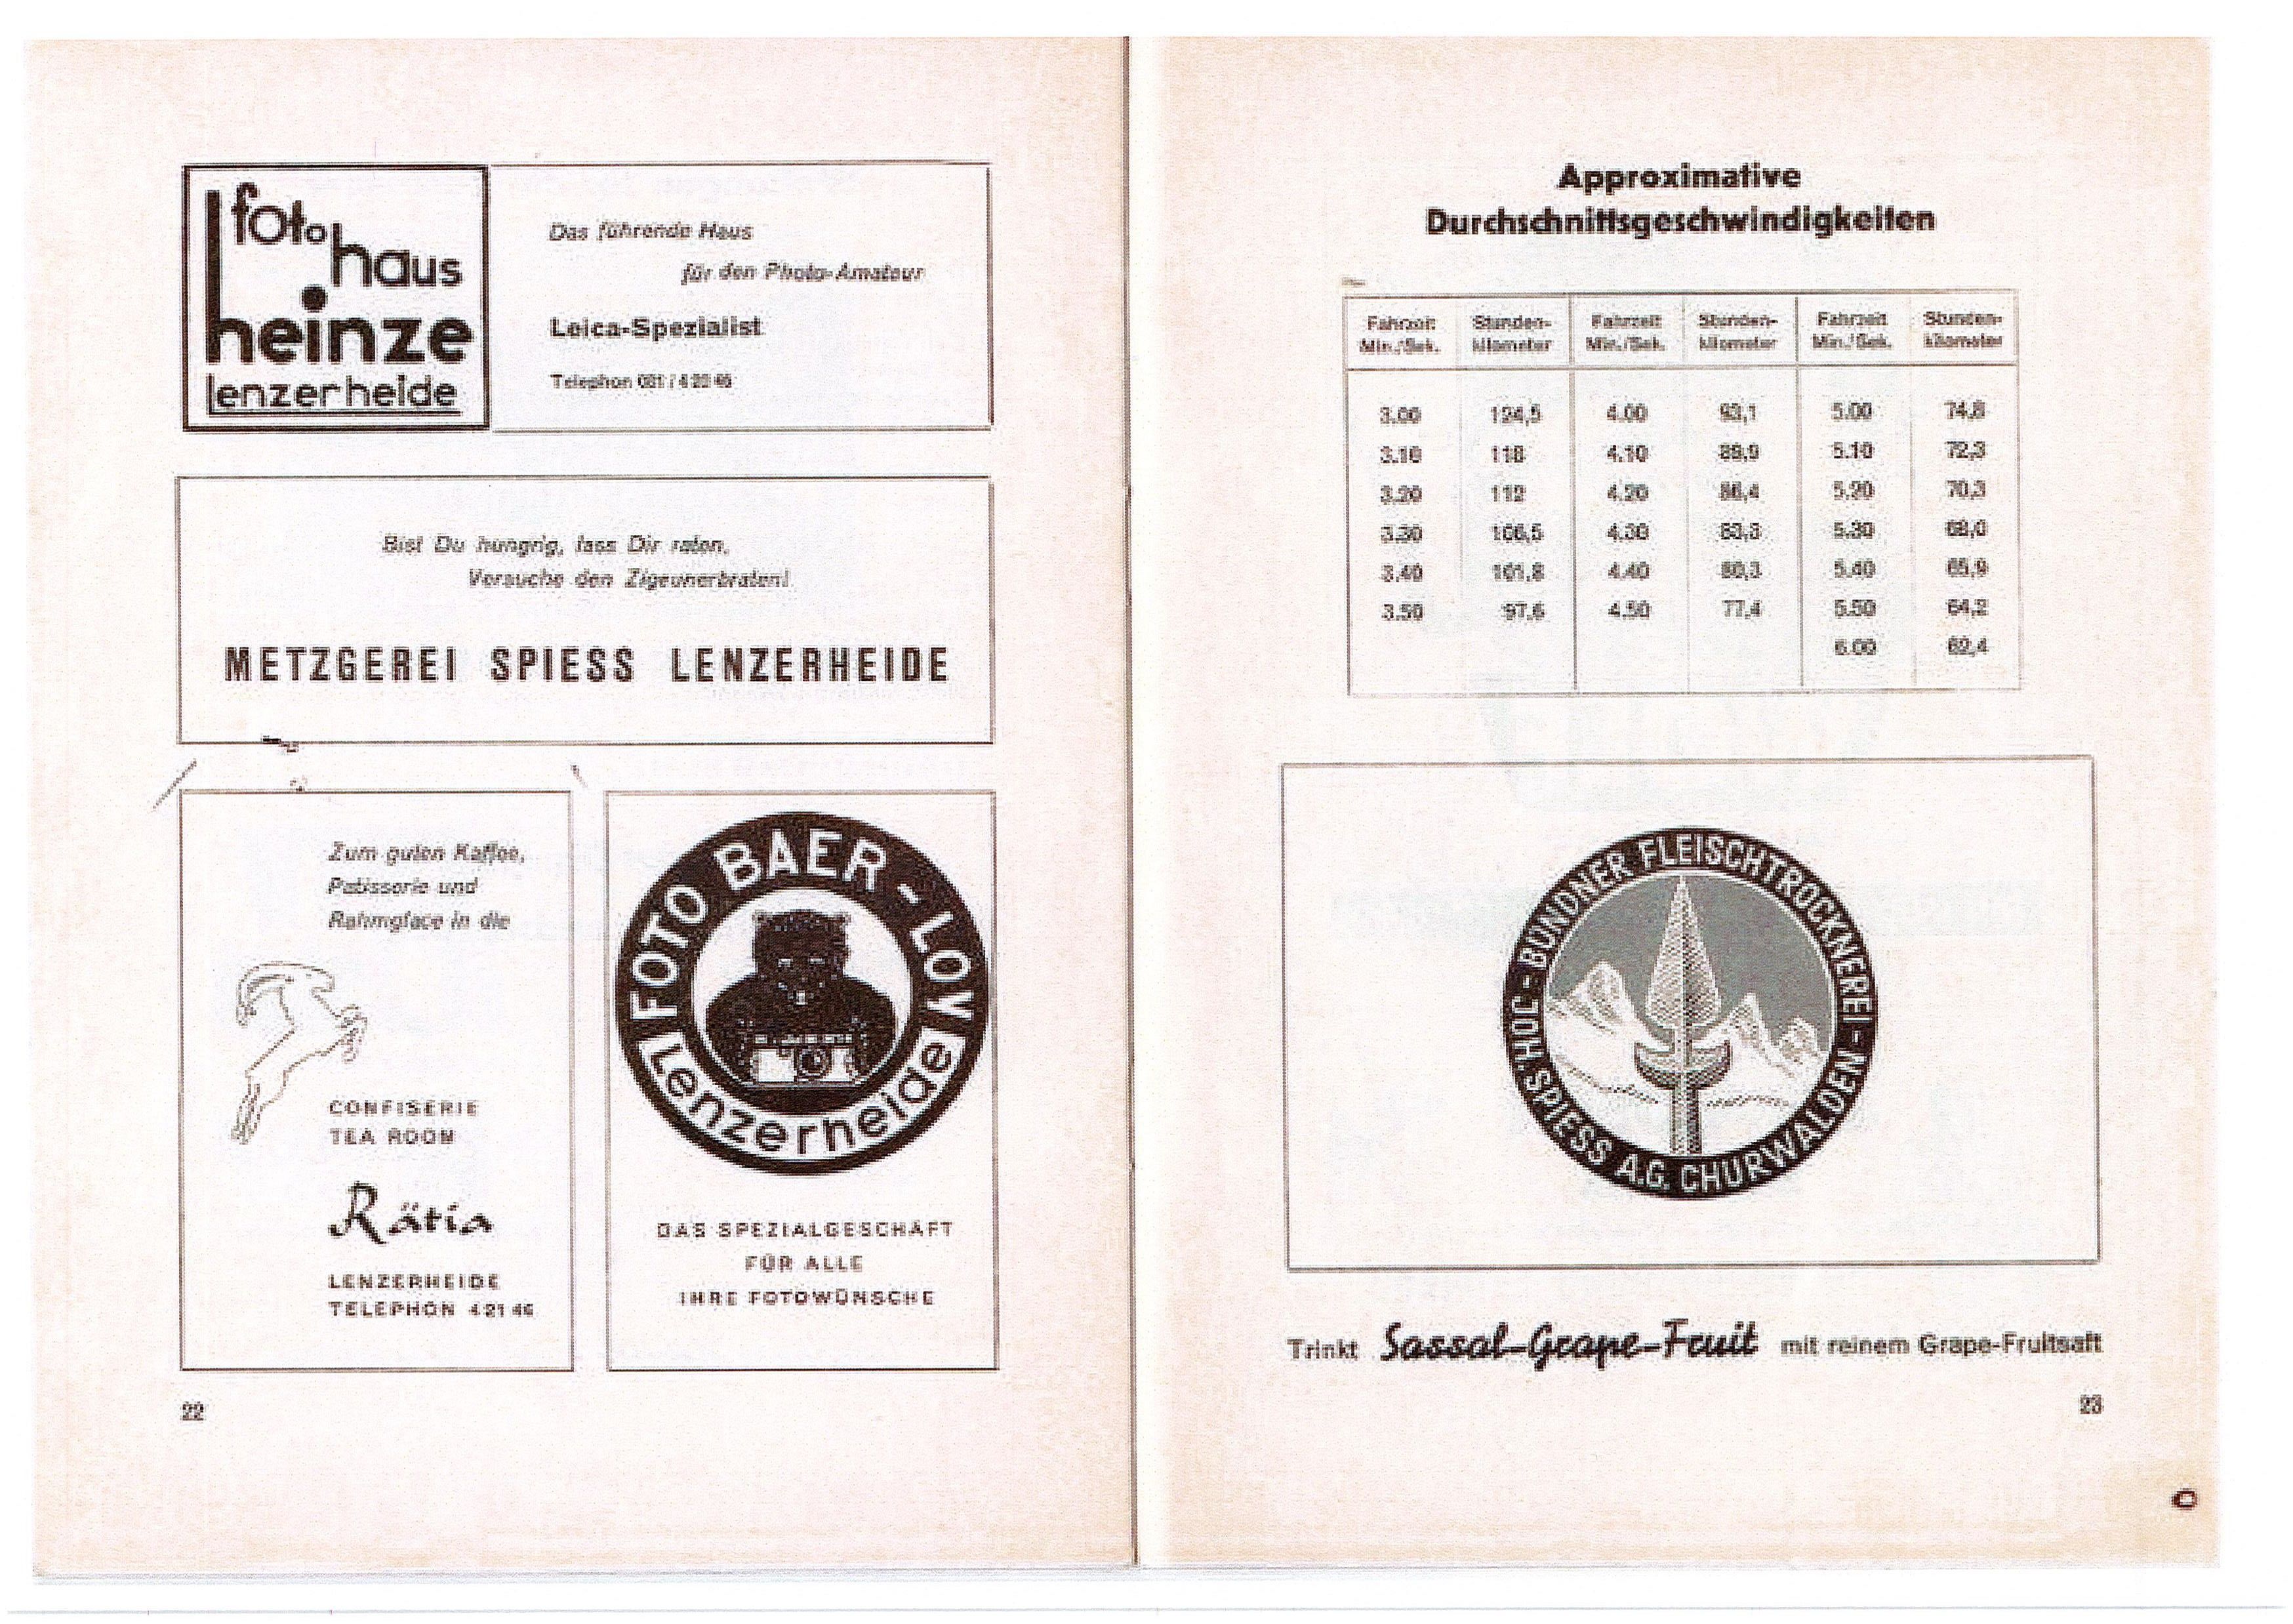 foto
haus
heinze
lenzerheide
Das führende Haus
für den Photo-Amateur
Leica-Spezialist
Telephon 081 / 4 20 46
Bist Du hungrig, lass Dir raten,
Versuche den Zigeunerbraten!
METZGEREI SPIESS LENZERHEIDE
Zum guten Kaffee,
Patisserie und
Rahmglace in die
CONFISERIE
TEA ROOM
Rätia
LENZERHEIDE
TELEPHON 4 21 46
FOTO BAER - LOV
Lenzerheide
DAS SPEZIALGESCHÄFT
FÜR ALLE
IHRE FOTOWÜNSCHE
22
Approximative
Durchschnittsgeschwindigkeiten
Fahrzeit Stunden- Fahrzeit Stunden- Fahrzeit Stunden-
Min./Sek. kilometer Min./Sek. kilometer Min./Sek. kilometer
3.00 124,5 4.00 93,1 5.00 74,8
3.10 118 4.10 89,9 5.10 72,3
3.20 112 4.20 86,4 5.20 70,3
3.30 106,5 4.30 83,3 5.30 68,0
3.40 101,8 4.40 80,3 5.40 65,9
3.50 97,6 4.50 77,4 5.50 64,2
6.00 62,4
HOL - BÜNDNER FLEISCHTROCKNEREI -
H. SPIESS A.G. CHURWALDEN
Trinkt Sassal-Grape-Fruit mit reinem Grape-Fruitsaft
23